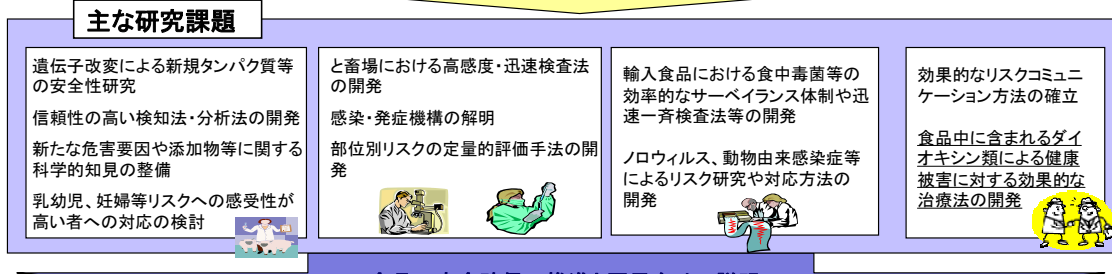 主な研究課題
遺伝子改変による新規タンパク質等
の安全性研究
信頼性の高い検知法・分析法の開発
新たな危害要因や添加物等に関する
科学的知見の整備
乳幼児、妊婦等リスクへの感受性が
高い者への対応の検討
と畜場における高感度・迅速検査法
の開発
感染・発症機構の解明
部位別リスクの定量的評価手法の開
発
輸入食品における食中毒菌等の
効率的なサーベイランス体制や迅
速一斉検査法等の開発
ノロウィルス、動物由来感染症等
によるリスク研究や対応方法の
開発
効果的なリスクコミュニ
ケーション方法の確立
食品中に含まれるダイ
オキシン類による健康
被害に対する効果的な
治療法の開発